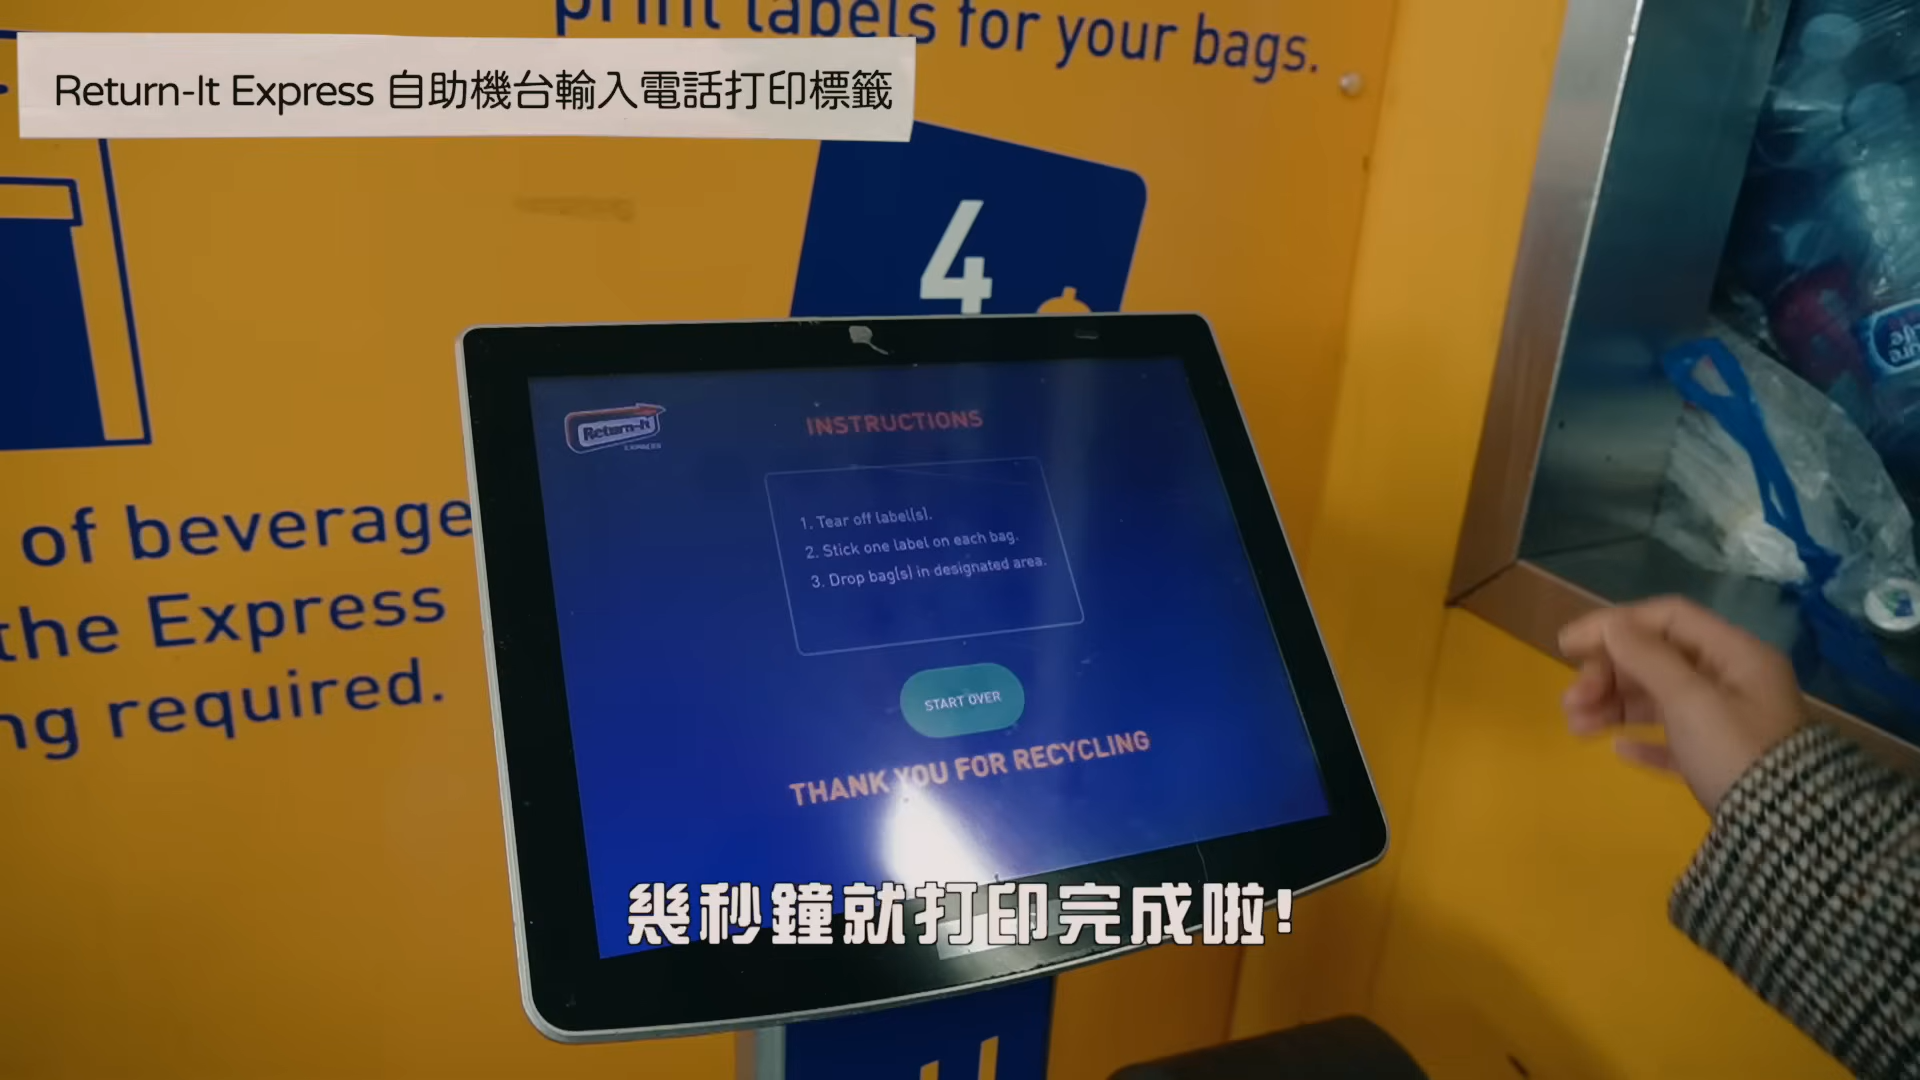 print labels for your bags.
Return-It Express 自助機台輸入電話打印標籤
4
of beverage
the Express
ng required.
Return-It
EXPRESS
INSTRUCTIONS
1. Tear off label(s).
2. Stick one label on each bag.
3. Drop bag(s) in designated area.
START OVER
THANK YOU FOR RECYCLING
幾秒鐘就打印完成啦!